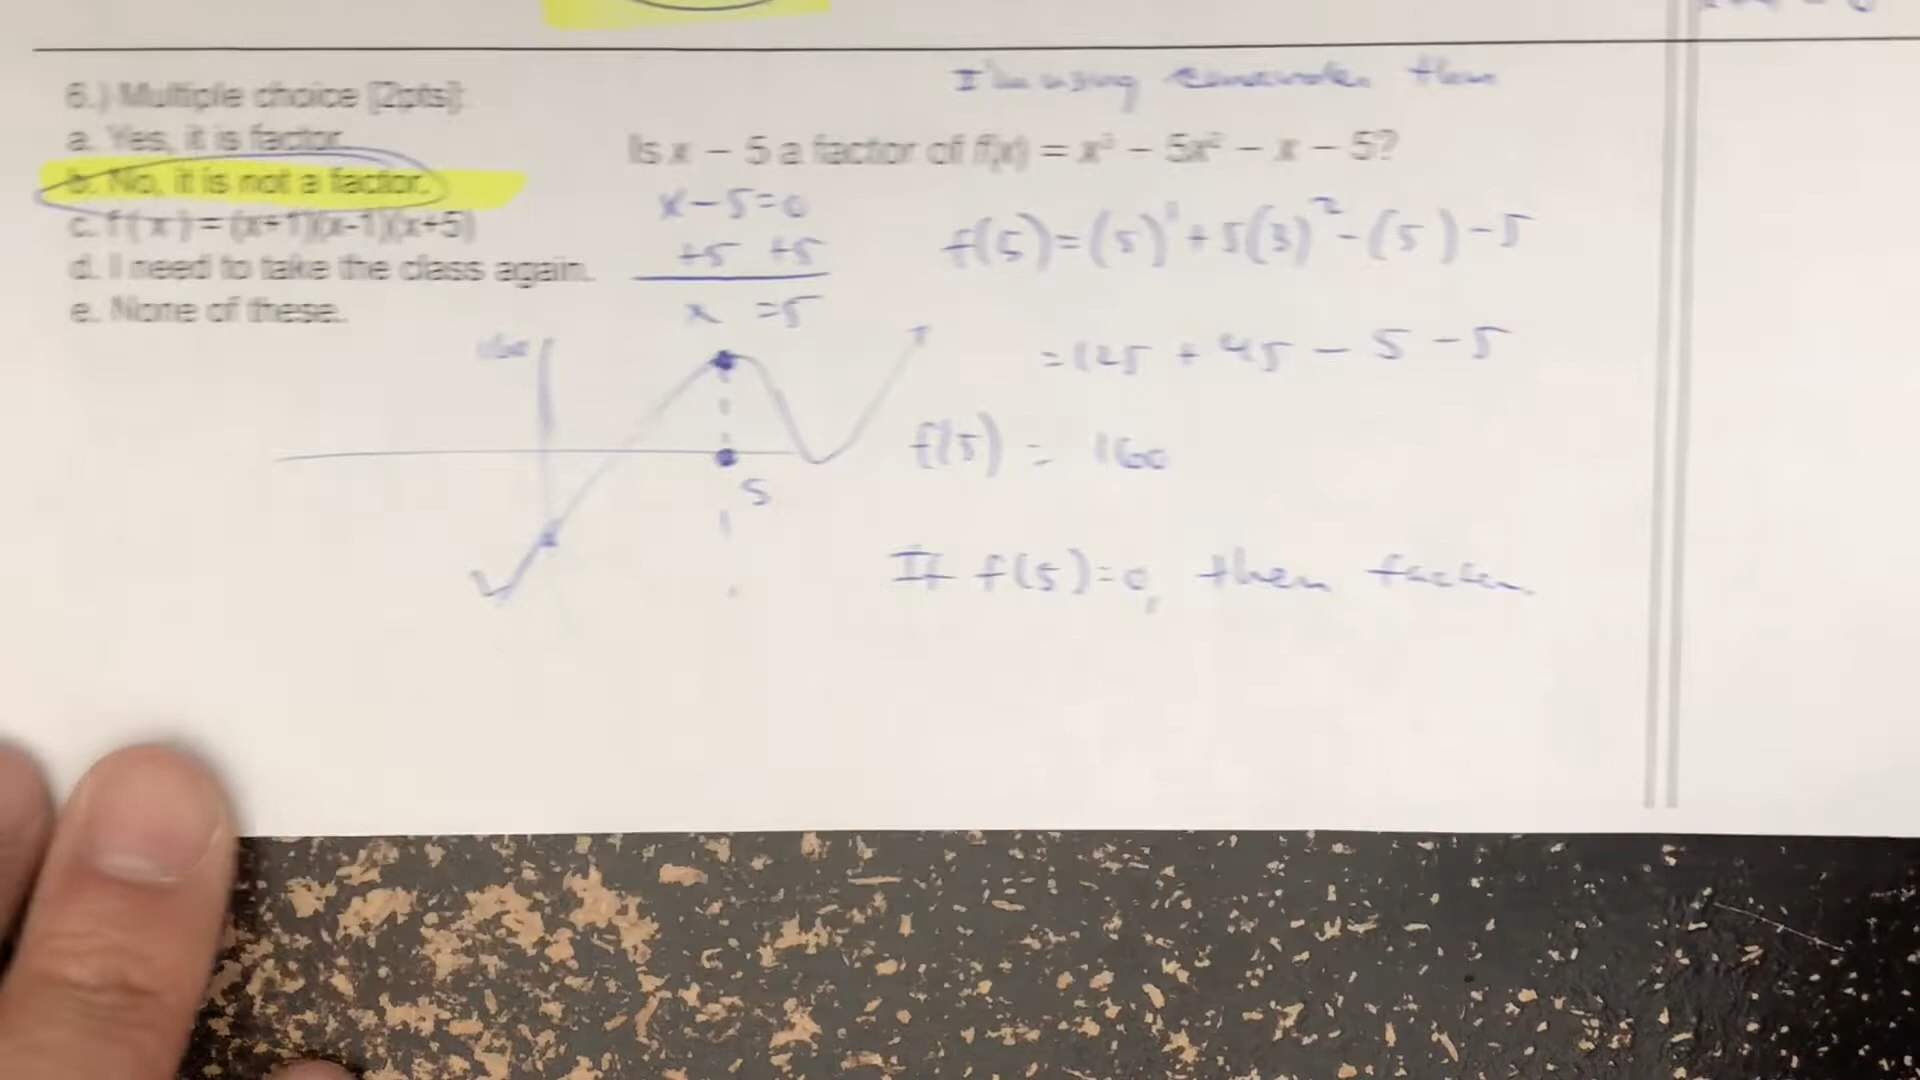 6.) Multiple choice [2pts]:
a. Yes, it is factor.
b. No, it is not a factor.
c. f(x) = (x+1)(x-1)(x+5)
d. I need to take the class again.
e. None of these.
I'm using
Is x − 5 a factor of f(x) = x³ − 5x² − x − 5?
x-5=0
+5 +5
x =5
f(5)=(5)³+5(3)²-(5)-5
=125 + 45 - 5 - 5
f(5) = 160
If f(5)=0, then factor.
160
5